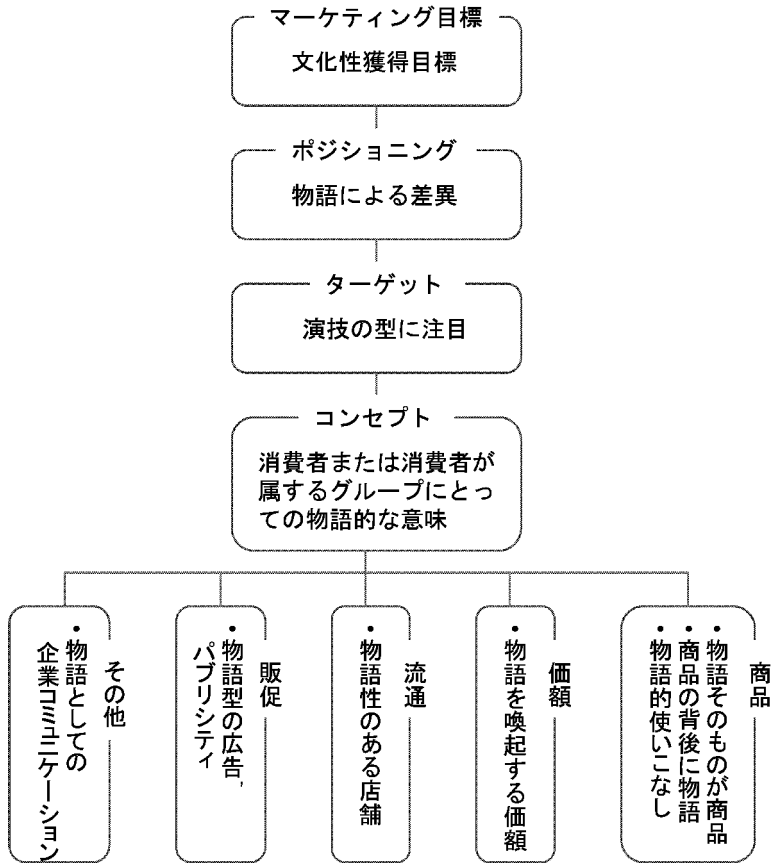 マーケティング目標
文化性獲得目標
ポジショニング
物語による差異
ターゲット
演技の型に注目
コンセプト
消費者または消費者が
属するグループにとっ
ての物語的な意味
商品
・物語そのものが商品
・商品の背後に物語
・物語的使いこなし
価額
・物語を喚起する価額
流通
・物語性のある店舗
販促
・物語型の広告,
パブリシティ
その他
・物語としての
企業コミュニケーション